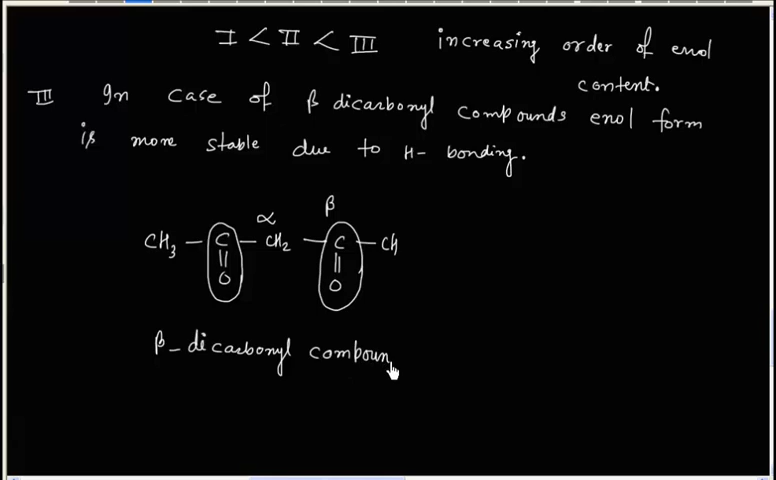 I < II < III increasing order of enol
content.
III In case of β dicarbonyl compounds enol form
is more stable due to H- bonding.
α β
CH₃ — C — CH₂ — C — CH
|| ||
O O
β - dicarbonyl compoun